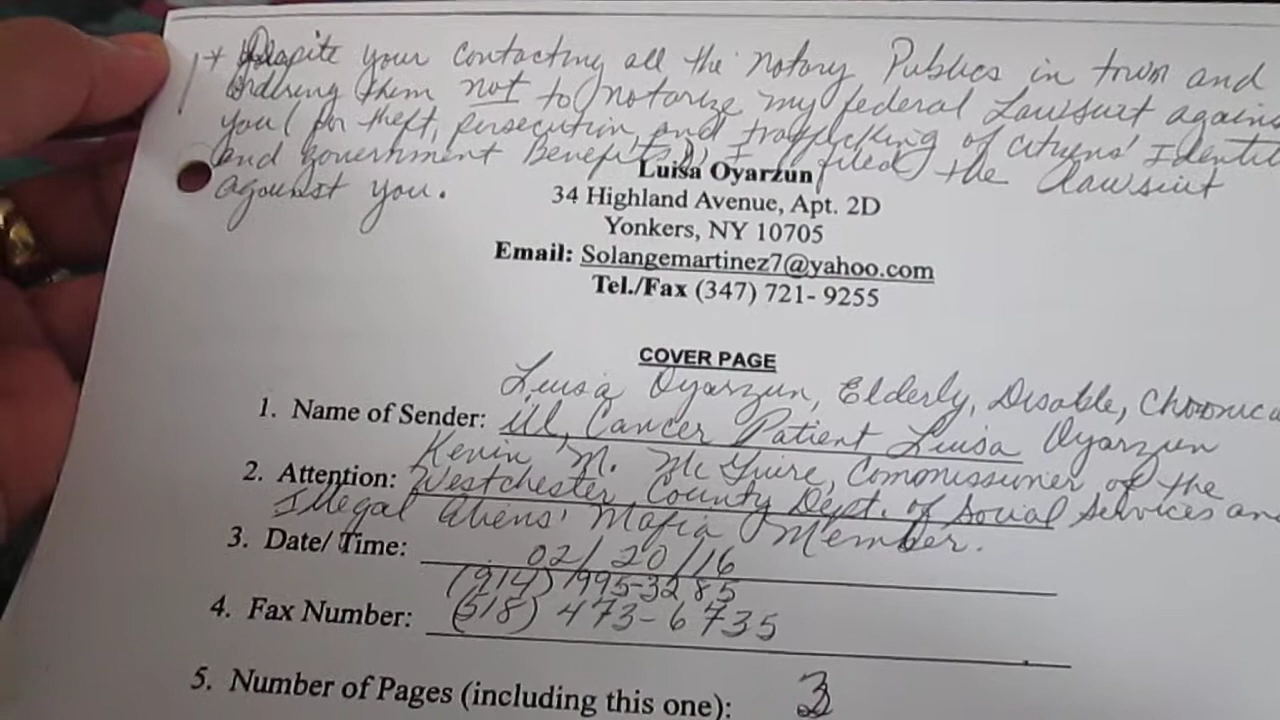 1* Despite your contacting all the notary Publics in town and
ordering them not to notarize my federal Lawsuit agains
you (for theft, persecution, and trafficking of citizens' Identit
and government Benefits), I filed the Lawsuit
against you.
Luisa Oyarzun
34 Highland Avenue, Apt. 2D
Yonkers, NY 10705
Email: Solangemartinez7@yahoo.com
Tel./Fax (347) 721- 9255
COVER PAGE
Luisa Oyarzun, Elderly, Disable, Chronica
1. Name of Sender: ill, Cancer Patient Luisa Oyarzun
Kevin M. McGuire, Commissioner of the
2. Attention: Westchester County Dept. of Social Services an
Illegal Aliens' Mafia Member.
3. Date/ Time: 02/20/16
(914) 995-3285
4. Fax Number: (518) 473-6735
5. Number of Pages (including this one): 3